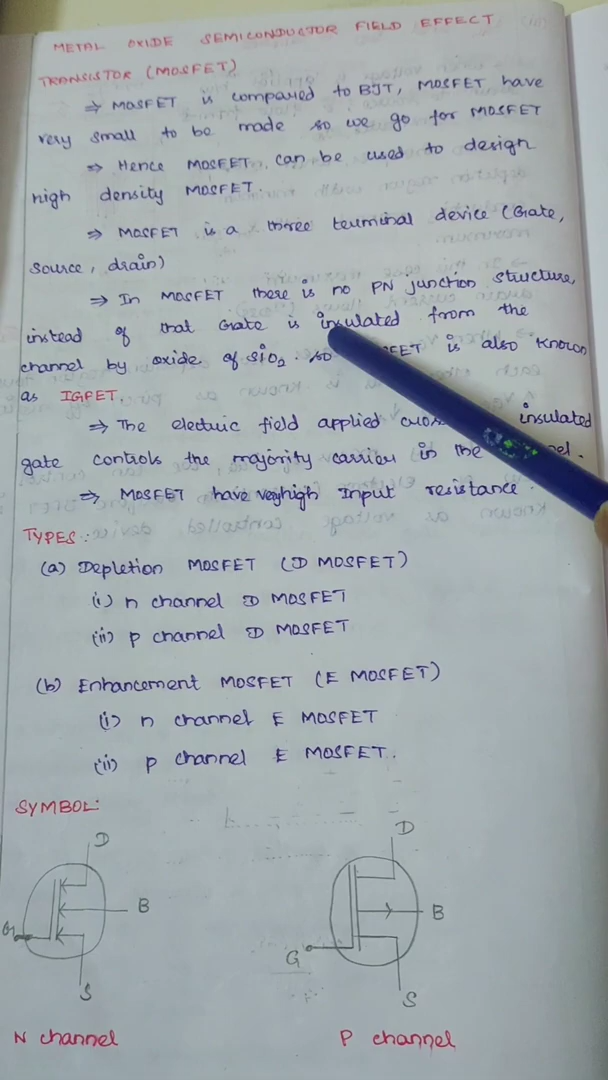 METAL OXIDE SEMICONDUCTOR FIELD EFFECT
TRANSISTOR (MOSFET)
⇒ MOSFET is compared to BJT, MOSFET have
very small to be made so we go for MOSFET
⇒ Hence MOSFET can be used to design
high density MOSFET.
⇒ MOSFET is a three terminal device (Gate,
source, drain)
⇒ In MOSFET there is no PN junction structure,
instead of that Gate is insulated from the
channel by oxide of SiO2. so is also known
as IGFET.
⇒ The electric field applied insulated
gate controls the majority carrier in the
⇒ MOSFET have very high Input resistance.
TYPES:
(a) Depletion MOSFET (D MOSFET)
(i) n channel D MOSFET
(ii) p channel D MOSFET
(b) Enhancement MOSFET (E MOSFET)
(i) n channel E MOSFET
(ii) p channel E MOSFET.
SYMBOL:
D D
G B G B
S S
N channel P channel